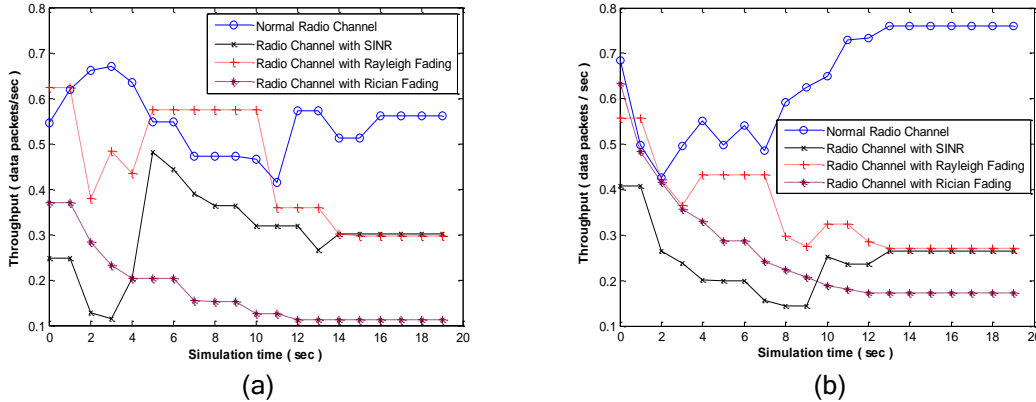 0.8
0.7
0.6
0.5
0.4
0.3
0.2
0.1
Throughput ( data packets/sec)
Normal Radio Channel
Radio Channel with SINR
Radio Channel with Rayleigh Fading
Radio Channel with Rician Fading
0 2 4 6 8 10 12 14 16 18 20
Simulation time ( sec )
(a)
0.8
0.7
0.6
0.5
0.4
0.3
0.2
0.1
Throughput ( data packets / sec)
Normal Radio Channel
Radio Channel with SINR
Radio Channel with Rayleigh Fading
Radio Channel with Rician Fading
0 2 4 6 8 10 12 14 16 18 20
Simulation time ( sec )
(b)